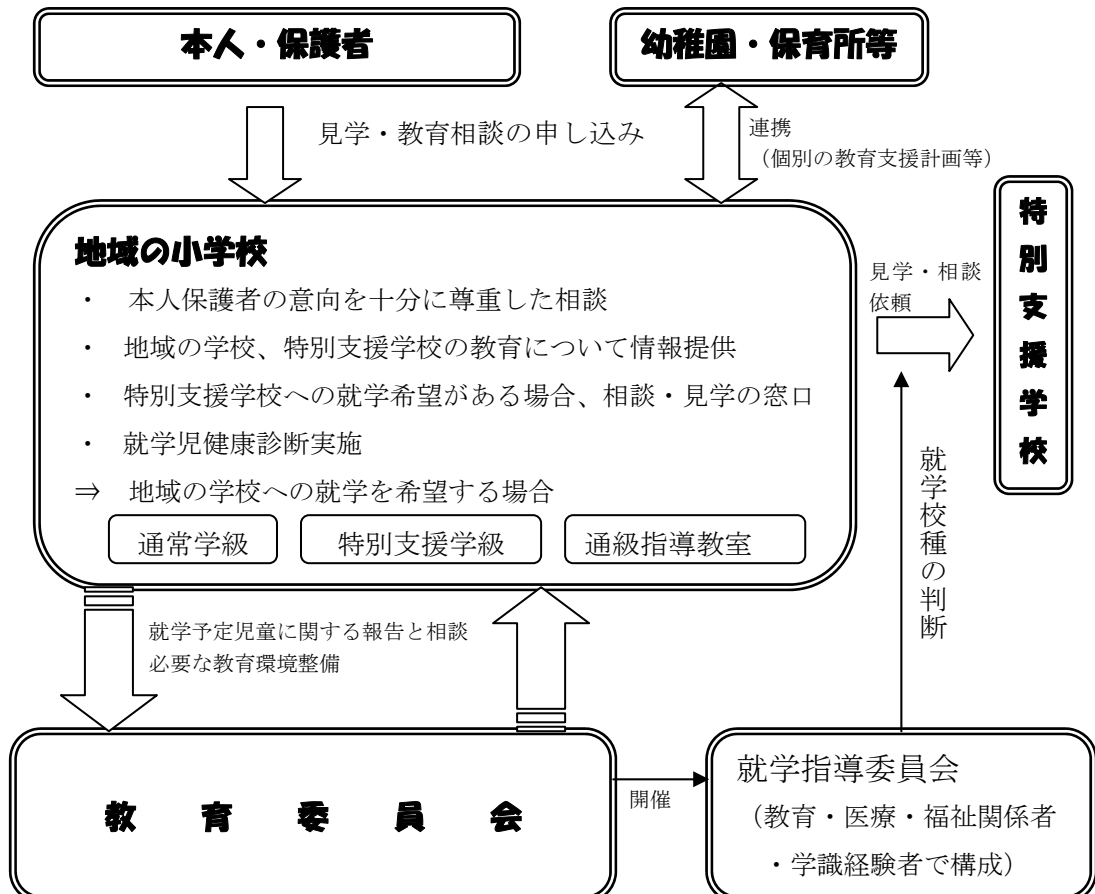 本人・保護者
幼稚園・保育所等
見学・教育相談の申し込み
連携
（個別の教育支援計画等）
地域の小学校
・ 本人保護者の意向を十分に尊重した相談
・ 地域の学校、特別支援学校の教育について情報提供
・ 特別支援学校への就学希望がある場合、相談・見学の窓口
・ 就学児健康診断実施
⇒ 地域の学校への就学を希望する場合
通常学級
特別支援学級
通級指導教室
見学・相談
依頼
特別支援学校
就学校種の判断
就学予定児童に関する報告と相談
必要な教育環境整備
教育委員会
開催
就学指導委員会
（教育・医療・福祉関係者
・学識経験者で構成）